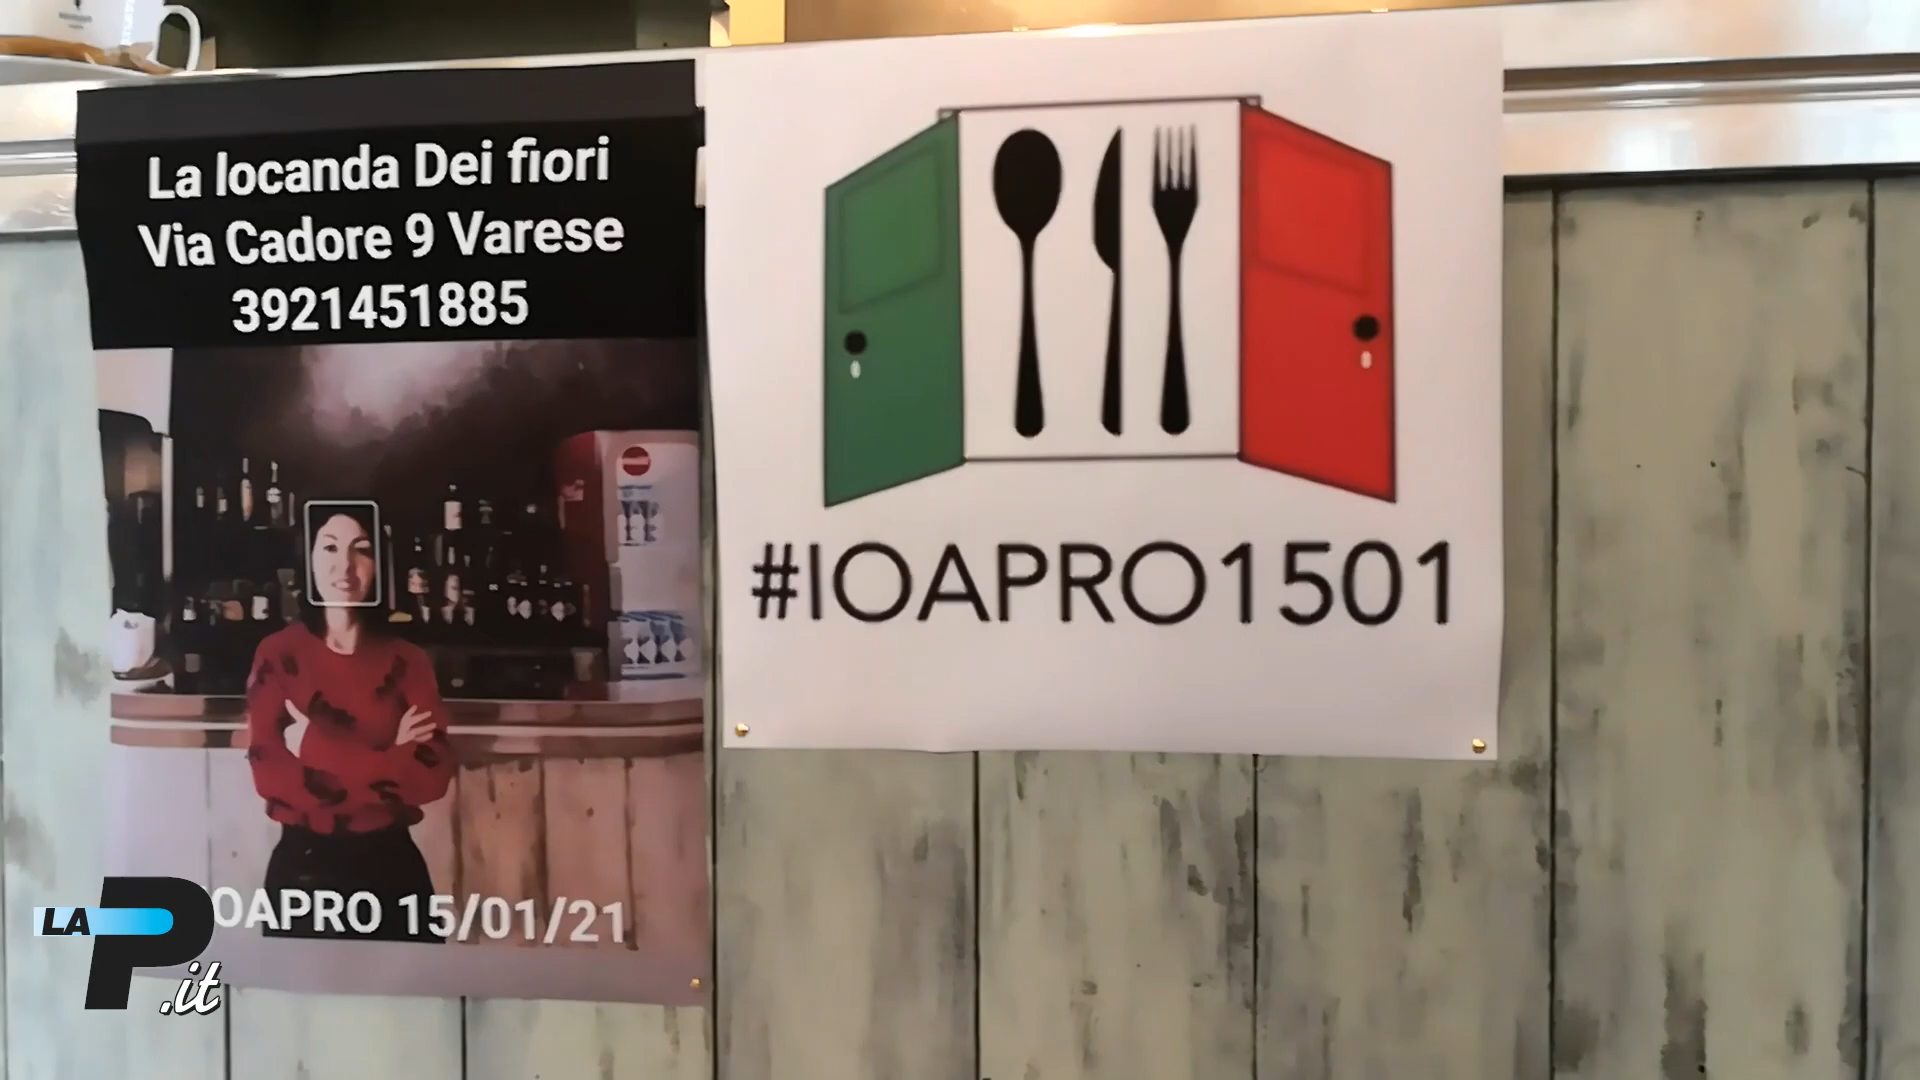 La locanda Dei fiori
Via Cadore 9 Varese
3921451885
OAPRO 15/01/21
#IOAPRO1501
LA P.it